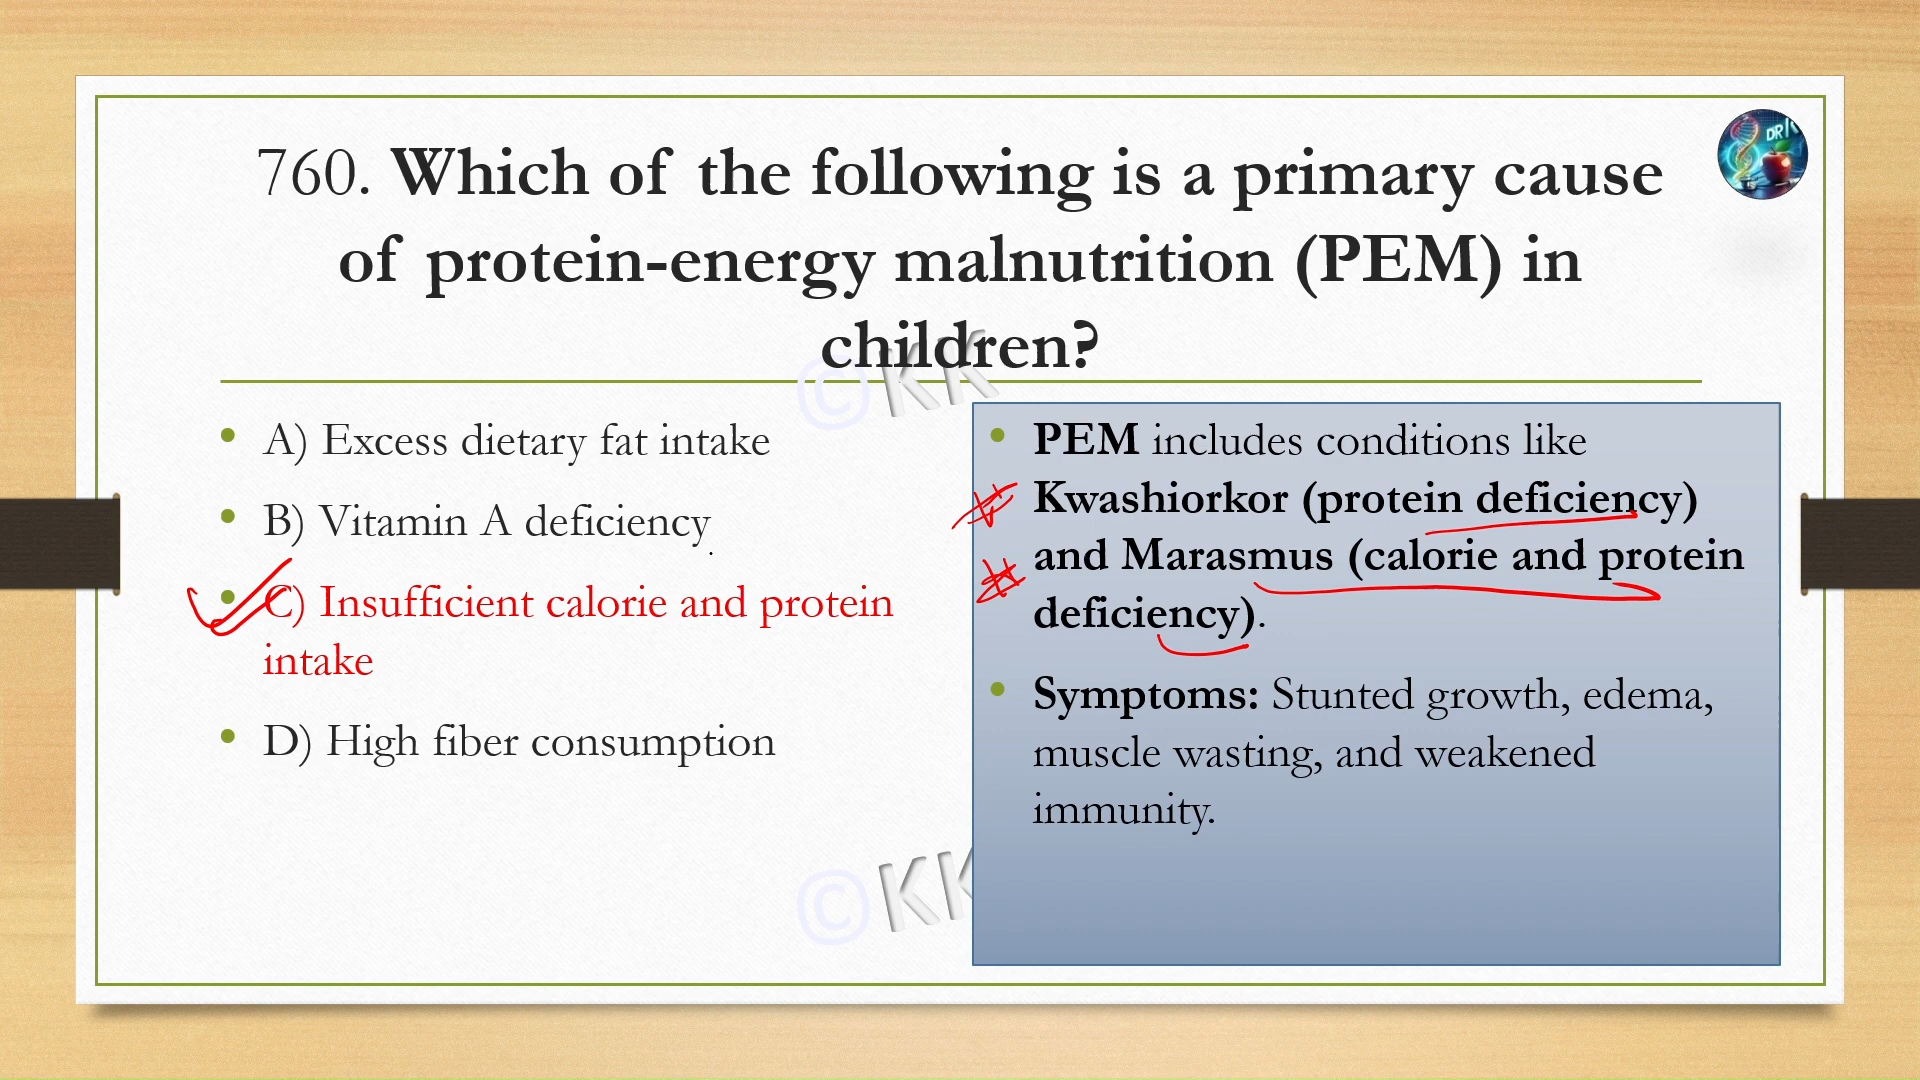 760. Which of the following is a primary cause
of protein-energy malnutrition (PEM) in
children?
A) Excess dietary fat intake
B) Vitamin A deficiency
C) Insufficient calorie and protein
intake
D) High fiber consumption
PEM includes conditions like
Kwashiorkor (protein deficiency)
and Marasmus (calorie and protein
deficiency).
Symptoms: Stunted growth, edema,
muscle wasting, and weakened
immunity.
©KK
©KK